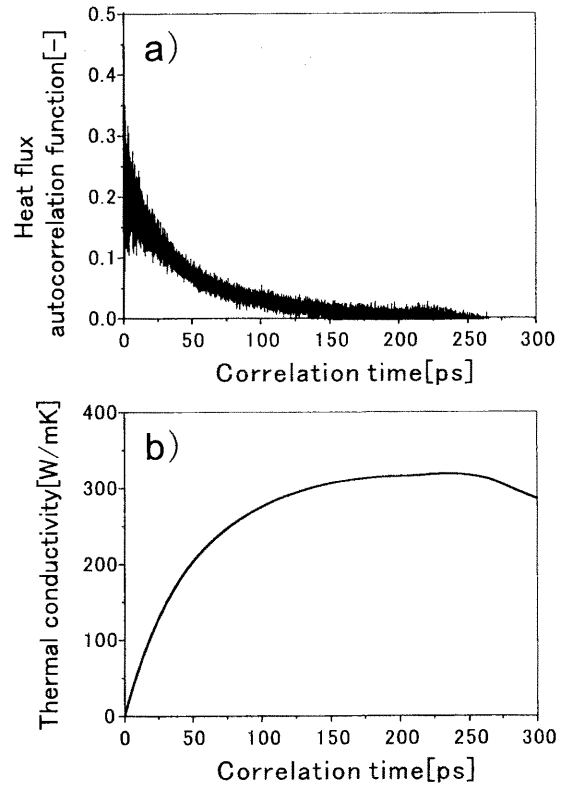 a)
Heat flux
autocorrelation function[-]
0.5
0.4
0.3
0.2
0.1
0.0
0 50 100 150 200 250 300
Correlation time[ps]
b)
Thermal conductivity[W/mK]
400
300
200
100
0
0 50 100 150 200 250 300
Correlation time[ps]